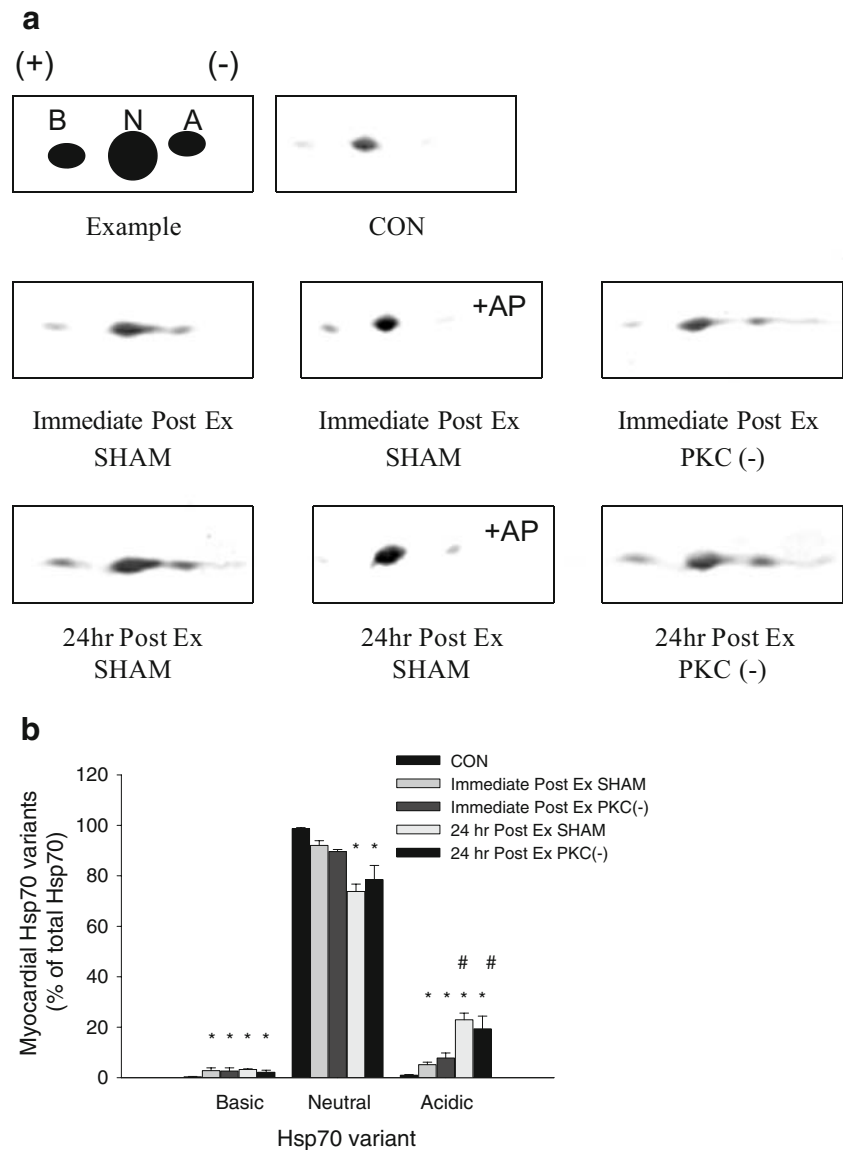 a
(+) (-)
B N A
Example CON
+AP
Immediate Post Ex Immediate Post Ex Immediate Post Ex
SHAM SHAM PKC (-)
+AP
24hr Post Ex 24hr Post Ex 24hr Post Ex
SHAM SHAM PKC (-)
b
CON
Immediate Post Ex SHAM
Immediate Post Ex PKC(-)
24 hr Post Ex SHAM
24 hr Post Ex PKC(-)
Myocardial Hsp70 variants
(% of total Hsp70)
120
100
80
60
40
20
0
* *
# #
* * * *
* * * *
Basic Neutral Acidic
Hsp70 variant